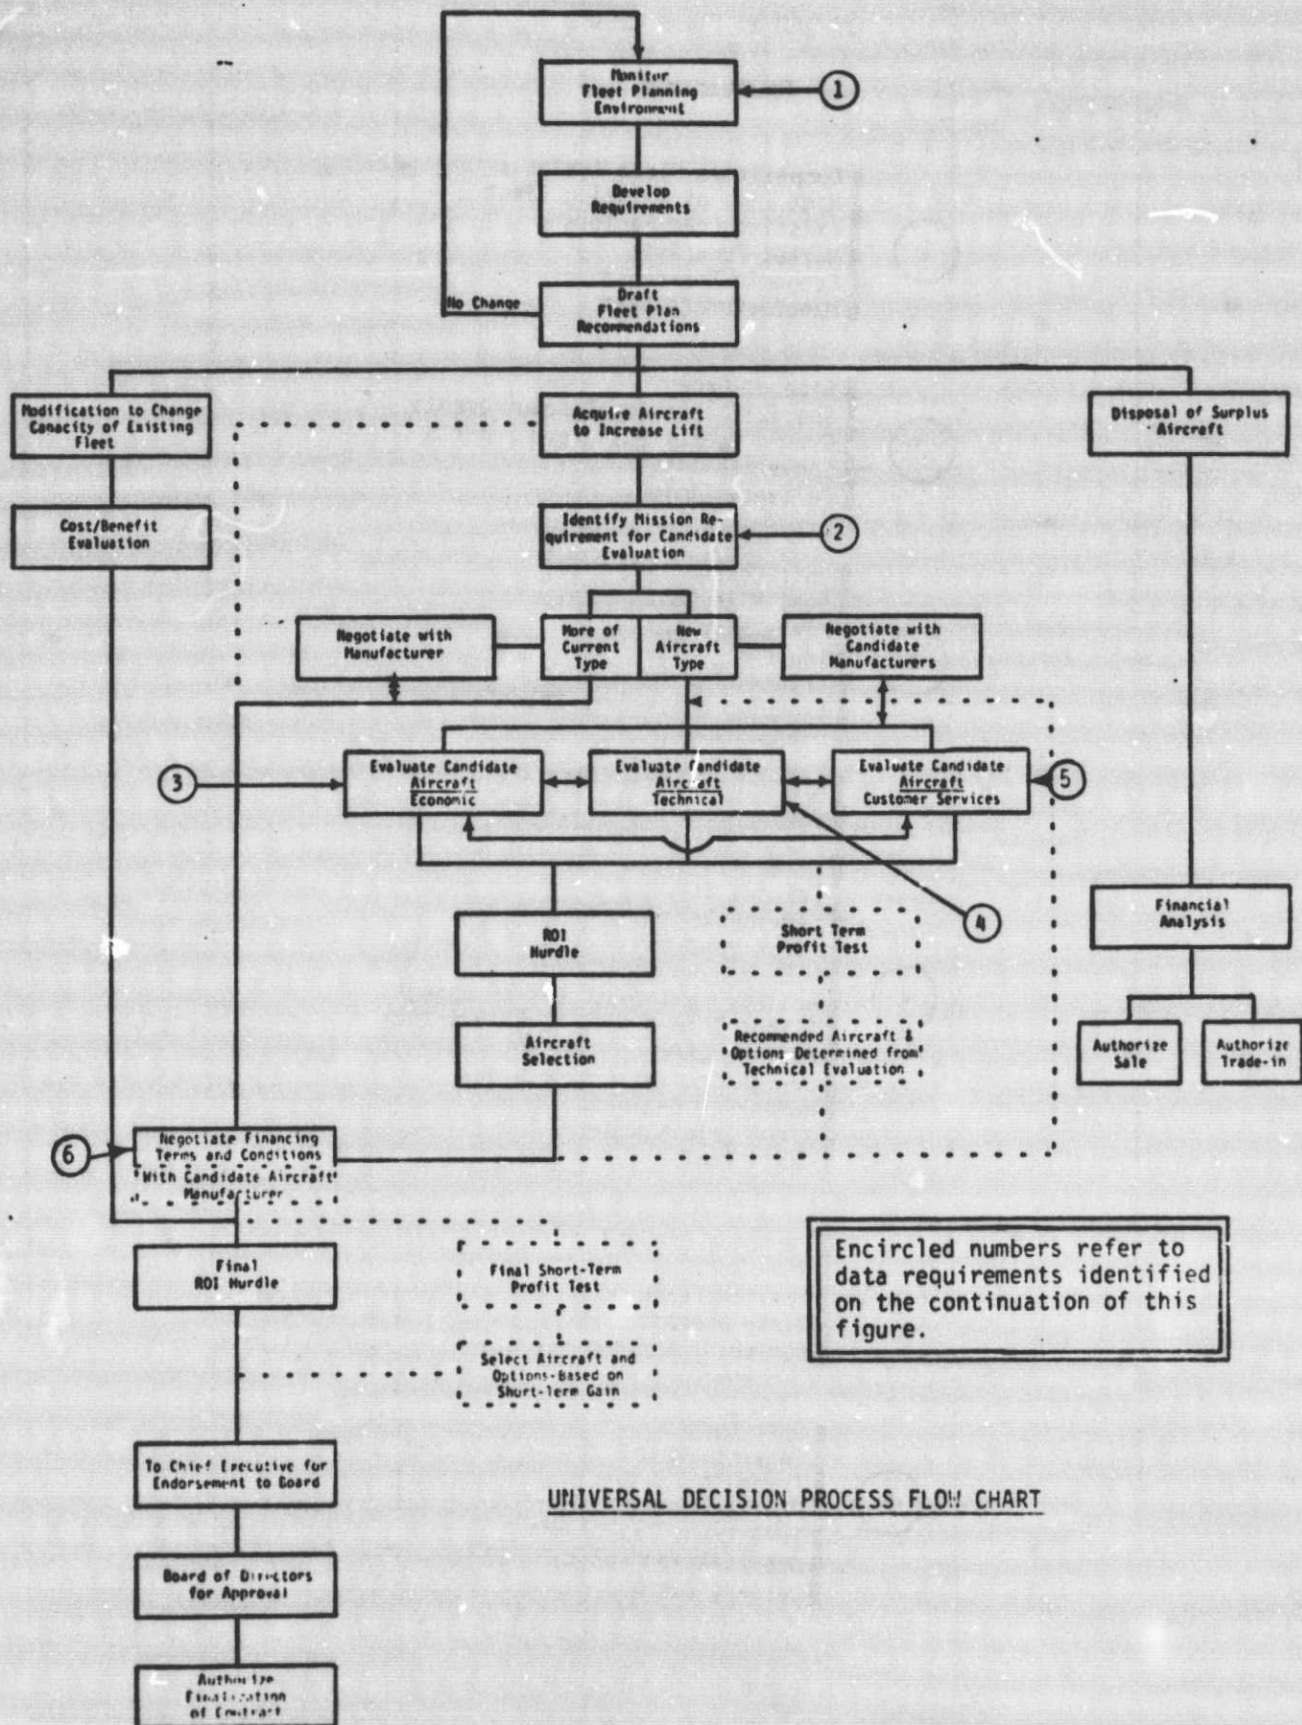 Monitor
Fleet Planning
Environment
1
Develop
Requirements
No Change
Draft
Fleet Plan
Recommendations
Modification to Change
Capacity of Existing
Fleet
Acquire Aircraft
to Increase Lift
Disposal of Surplus
Aircraft
Cost/Benefit
Evaluation
Identify Mission Re-
quirement for Candidate
Evaluation
2
Negotiate with
Manufacturer
More of
Current
Type
New
Aircraft
Type
Negotiate with
Candidate
Manufacturers
3
Evaluate Candidate
Aircraft
Economic
Evaluate Candidate
Aircraft
Technical
Evaluate Candidate
Aircraft
Customer Services
5
4
ROI
Hurdle
Short Term
Profit Test
Financial
Analysis
Aircraft
Selection
Recommended Aircraft &
Options Determined from
Technical Evaluation
Authorize
Sale
Authorize
Trade-in
6
Negotiate Financing
Terms and Conditions
With Candidate Aircraft
Manufacturer
Final
ROI Hurdle
Final Short-Term
Profit Test
Encircled numbers refer to
data requirements identified
on the continuation of this
figure.
Select Aircraft and
Options-Based on
Short-Term Gain
To Chief Executive for
Endorsement to Board
UNIVERSAL DECISION PROCESS FLOW CHART
Board of Directors
for Approval
Authorize
Finalization
of Contract